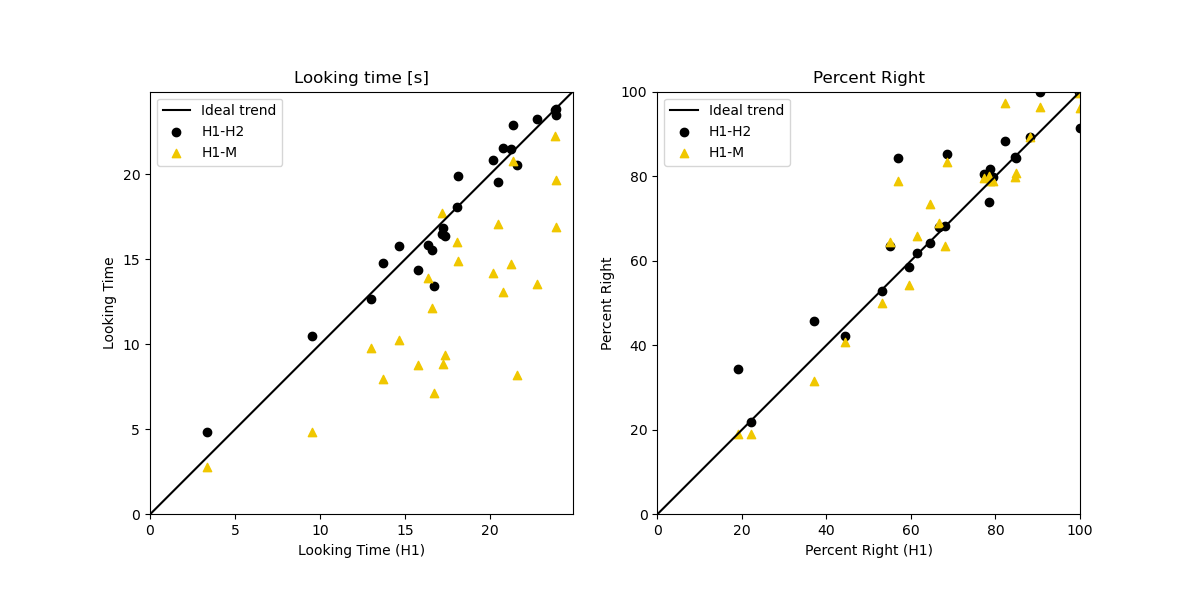 Looking time [s]
Ideal trend
H1-H2
H1-M
Looking Time
20
15
10
5
0
0 5 10 15 20
Looking Time (H1)
Percent Right
Ideal trend
H1-H2
H1-M
Percent Right
100
80
60
40
20
0
0 20 40 60 80 100
Percent Right (H1)